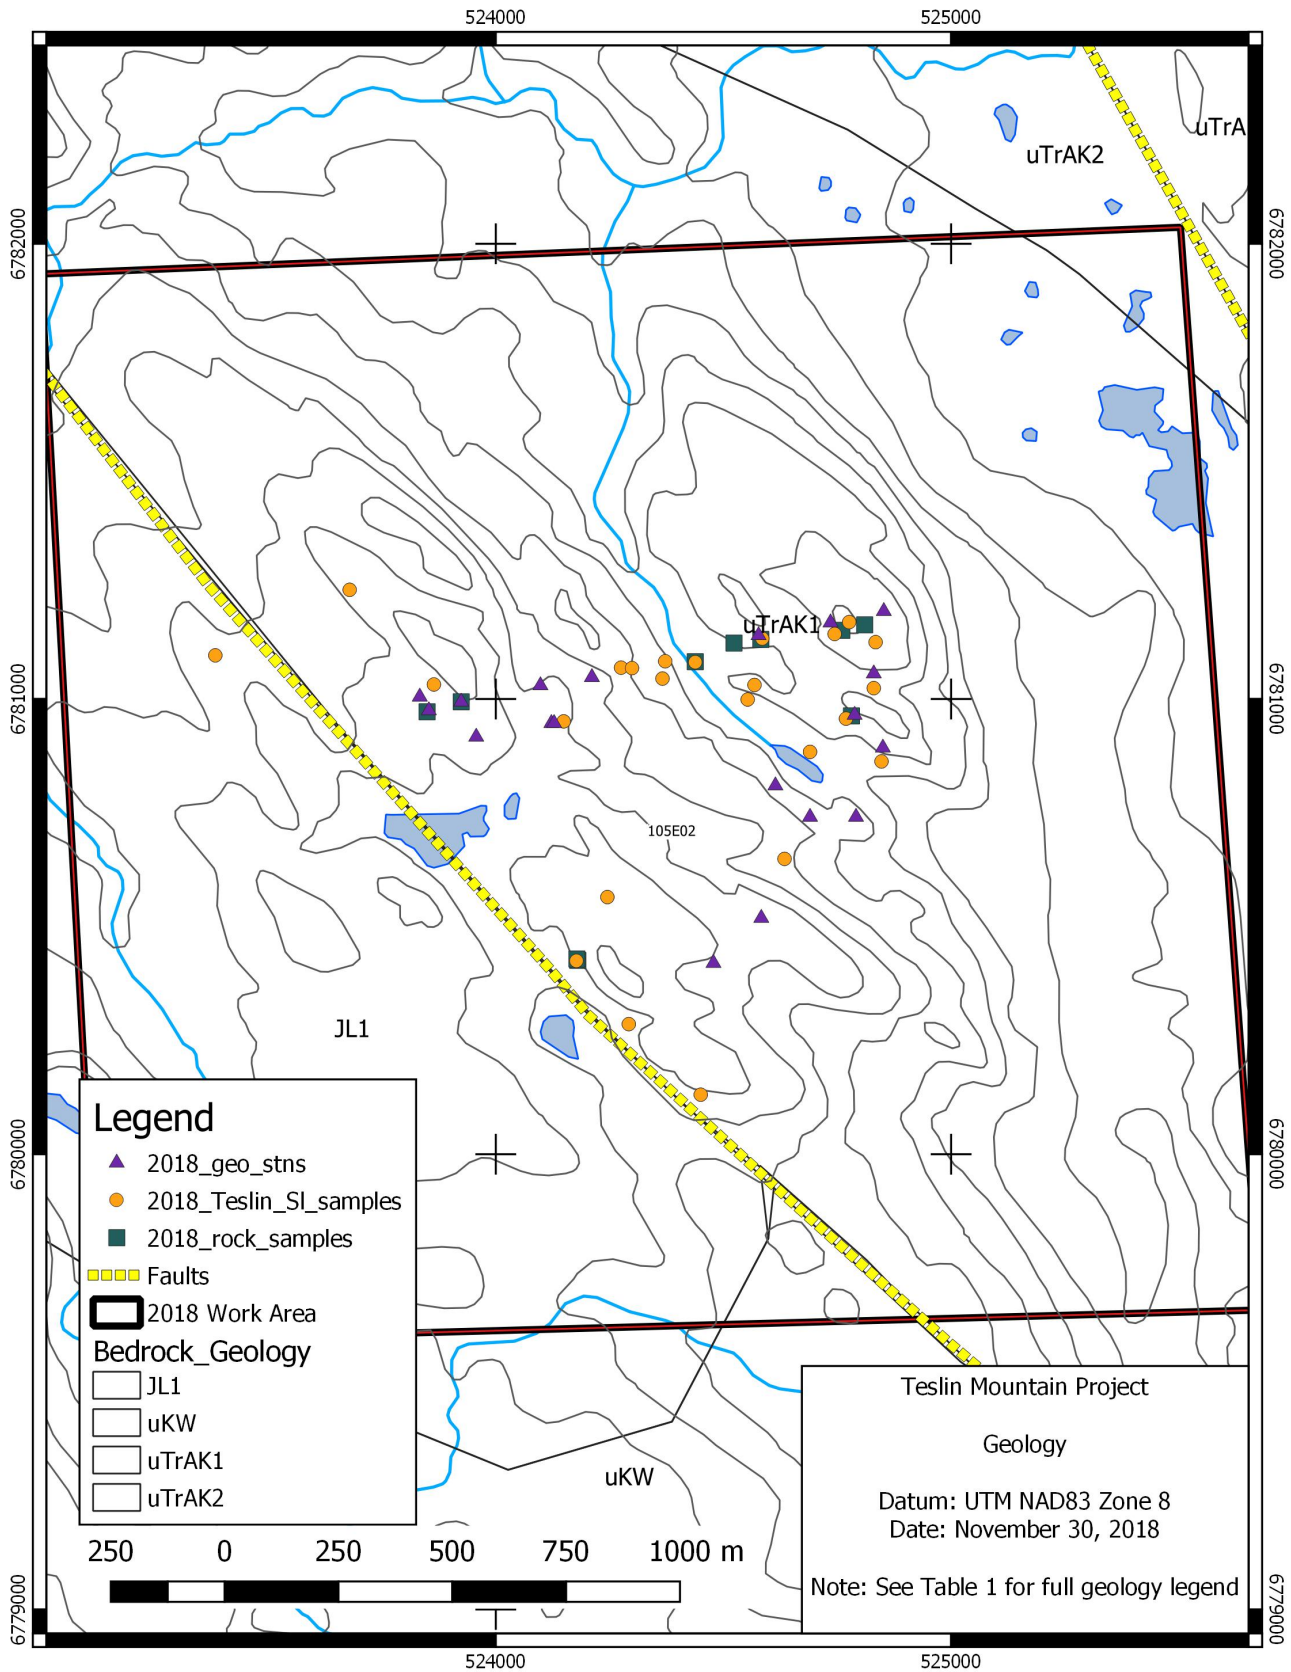 524000
525000
uTrA
uTrAK2
6782000
6782000
uTrAK1
6781000
6781000
105E02
JL1
6780000
6780000
Legend
2018_geo_stns
2018_Teslin_Sl_samples
2018_rock_samples
Faults
2018 Work Area
Bedrock_Geology
JL1
uKW
uTrAK1
uTrAK2
uKW
Teslin Mountain Project
Geology
Datum: UTM NAD83 Zone 8
Date: November 30, 2018
Note: See Table 1 for full geology legend
250 0 250 500 750 1000 m
6779000
6779000
524000
525000